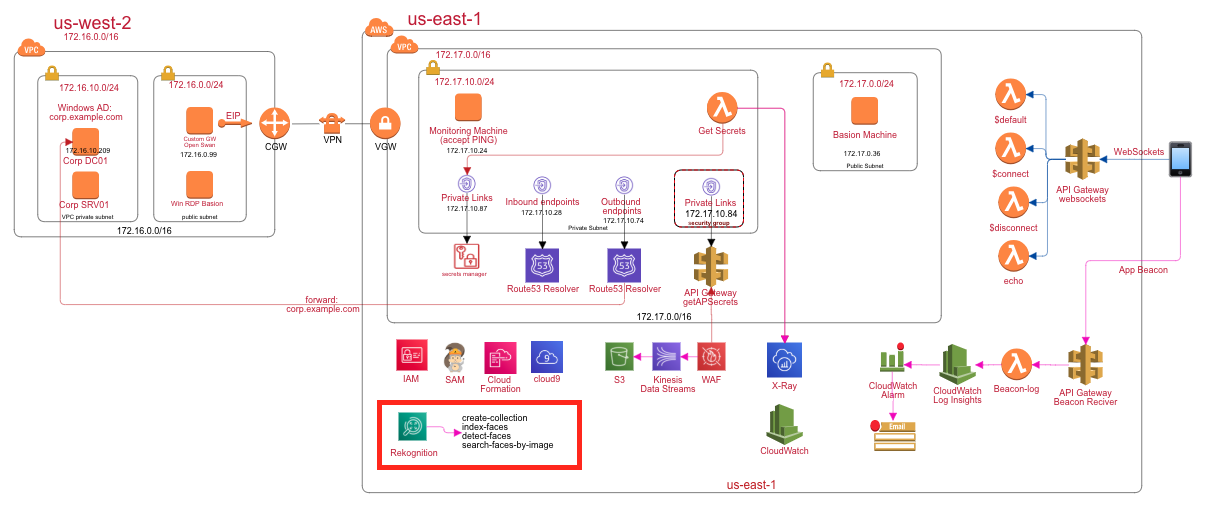 us-west-2
172.16.0.0/16
VPC
172.16.10.0/24
Windows AD:
corp.example.com
172.16.10.209
Corp DC01
Corp SRV01
VPC private subnet
172.16.0.0/24
Custom GW
Open Swan
172.16.0.99
EIP
Win RDP Basion
public subnet
172.16.0.0/16
CGW
VPN
VGW
us-east-1
AWS
VPC
172.17.0.0/16
172.17.10.0/24
Monitoring Machine
(accept PING)
172.17.10.24
Get Secrets
Private Links
172.17.10.87
Inbound endpoints
172.17.10.28
Outbound
endpoints
172.17.10.74
Private Links
172.17.10.84
security group
Private Subnet
secrets manager
53
Route53 Resolver
53
Route53 Resolver
API Gateway
getAPSecrets
forward:
corp.example.com
172.17.0.0/16
172.17.0.0/24
Basion Machine
172.17.0.36
Public Subnet
$default
$connect
$disconnect
echo
API Gateway
websockets
WebSockets
App Beacon
IAM
SAM
Cloud
Formation
9
cloud9
S3
Kinesis
Data Streams
WAF
X-Ray
CloudWatch
CloudWatch
Alarm
CloudWatch
Log Insights
Beacon-log
API Gateway
Beacon Reciver
Email
Rekognition
create-collection
index-faces
detect-faces
search-faces-by-image
us-east-1